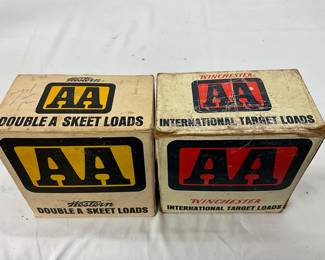 Western
AA
DOUBLE A SKEET LOADS
AA
Western
DOUBLE A SKEET LOADS
WINCHESTER
AA
INTERNATIONAL TARGET LOADS
AA
WINCHESTER
INTERNATIONAL TARGET LOADS